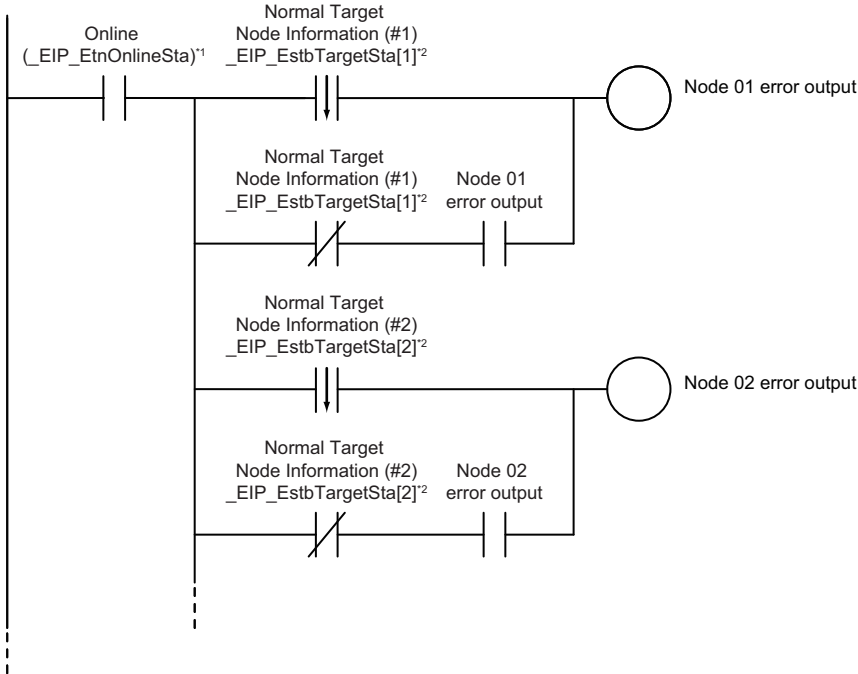 Online
(_EIP_EtnOnlineSta)*1
Normal Target
Node Information (#1)
_EIP_EstbTargetSta[1]*2
Node 01 error output
Normal Target
Node Information (#1)
_EIP_EstbTargetSta[1]*2
Node 01
error output
Normal Target
Node Information (#2)
_EIP_EstbTargetSta[2]*2
Node 02 error output
Normal Target
Node Information (#2)
_EIP_EstbTargetSta[2]*2
Node 02
error output